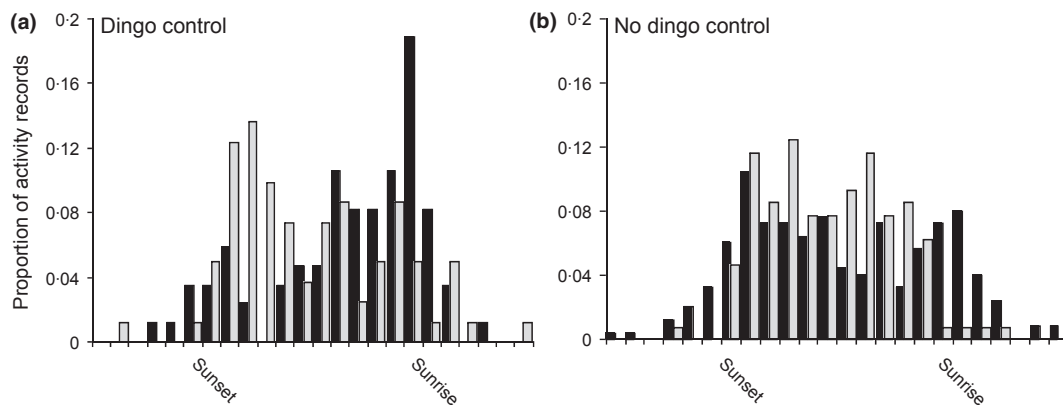 (a) Dingo control
(b) No dingo control
Proportion of activity records
0·2
0·16
0·12
0·08
0·04
0
Sunset
Sunrise
0·2
0·16
0·12
0·08
0·04
0
Sunset
Sunrise